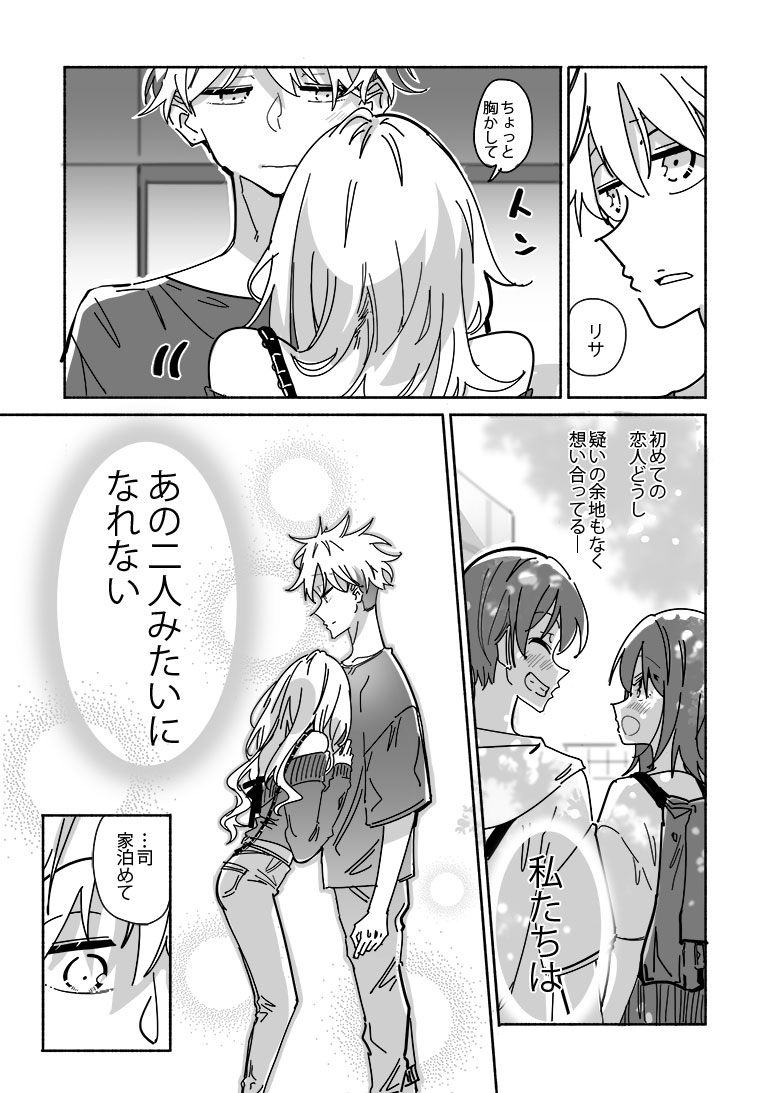 リサ
ちょっと
胸かして
トン
初めての
恋人どうし
疑いの余地もなく
想い合ってる―
私たちは
あの二人みたいに
なれない
…司
家泊めて